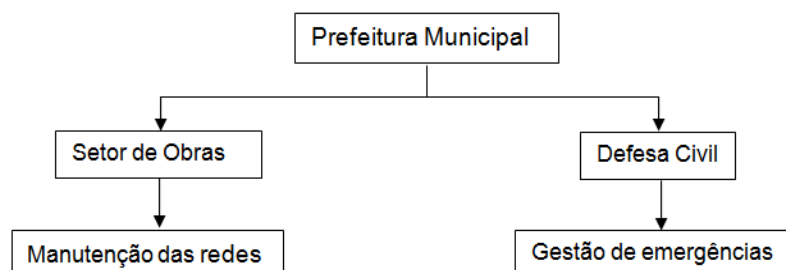 Prefeitura Municipal
Setor de Obras
Defesa Civil
Manutenção das redes
Gestão de emergências